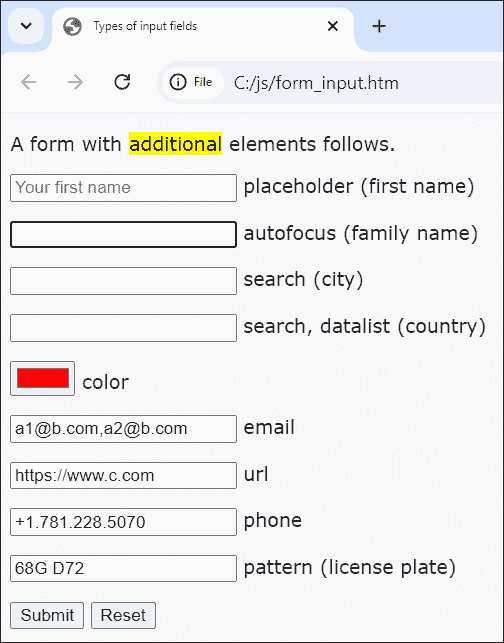 Types of input fields
File C:/js/form_input.htm
A form with additional elements follows.
Your first name placeholder (first name)
autofocus (family name)
search (city)
search, datalist (country)
color
a1@b.com,a2@b.com email
https://www.c.com url
+1.781.228.5070 phone
68G D72 pattern (license plate)
Submit Reset